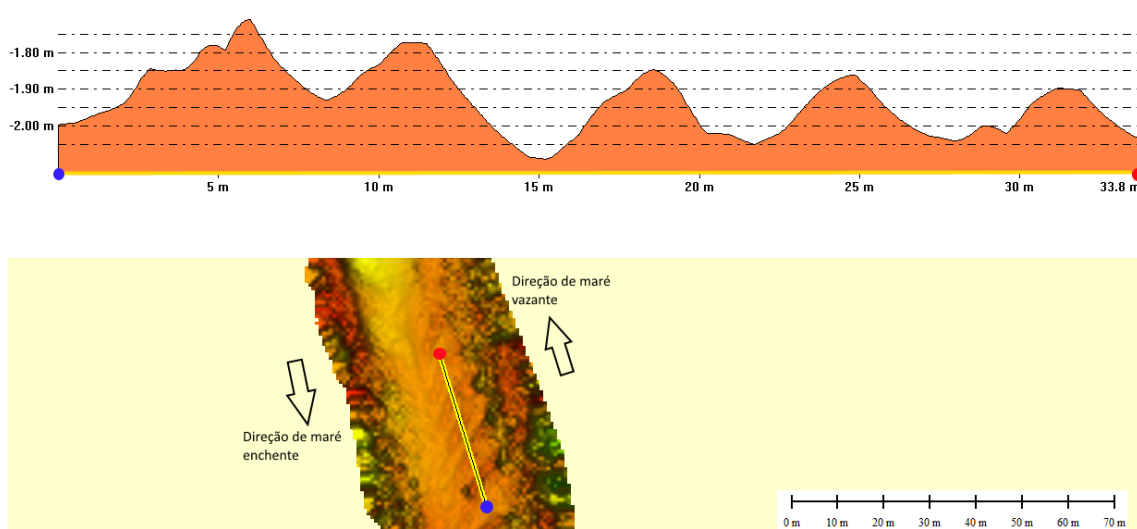 -1.80 m
-1.90 m
-2.00 m
5 m 10 m 15 m 20 m 25 m 30 m 33.8 m
Direção de maré
vazante
Direção de maré
enchente
0 m 10 m 20 m 30 m 40 m 50 m 60 m 70 m